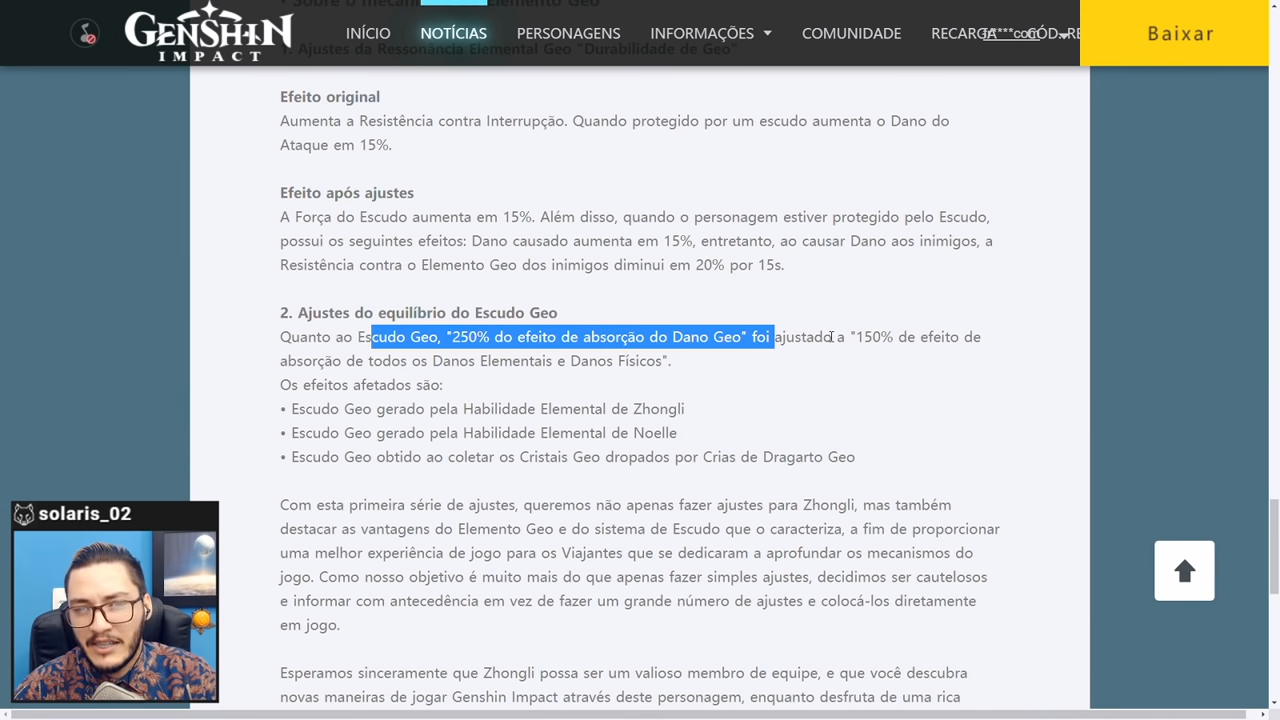 GENSHIN
IMPACT
INÍCIO
NOTÍCIAS
PERSONAGENS
INFORMAÇÕES
COMUNIDADE
RECARGA
CÓD. RE
Baixar
1. Ajustes da Ressonância Elemental Geo "Durabilidade de Geo"
Efeito original
Aumenta a Resistência contra Interrupção. Quando protegido por um escudo aumenta o Dano do
Ataque em 15%.
Efeito após ajustes
A Força do Escudo aumenta em 15%. Além disso, quando o personagem estiver protegido pelo Escudo,
possui os seguintes efeitos: Dano causado aumenta em 15%, entretanto, ao causar Dano aos inimigos, a
Resistência contra o Elemento Geo dos inimigos diminui em 20% por 15s.
2. Ajustes do equilíbrio do Escudo Geo
Quanto ao Escudo Geo, "250% do efeito de absorção do Dano Geo" foi ajustado a "150% de efeito de
absorção de todos os Danos Elementais e Danos Físicos".
Os efeitos afetados são:
• Escudo Geo gerado pela Habilidade Elemental de Zhongli
• Escudo Geo gerado pela Habilidade Elemental de Noelle
• Escudo Geo obtido ao coletar os Cristais Geo dropados por Crias de Dragarto Geo
Com esta primeira série de ajustes, queremos não apenas fazer ajustes para Zhongli, mas também
destacar as vantagens do Elemento Geo e do sistema de Escudo que o caracteriza, a fim de proporcionar
uma melhor experiência de jogo para os Viajantes que se dedicaram a aprofundar os mecanismos do
jogo. Como nosso objetivo é muito mais do que apenas fazer simples ajustes, decidimos ser cautelosos
e informar com antecedência em vez de fazer um grande número de ajustes e colocá-los diretamente
em jogo.
Esperamos sinceramente que Zhongli possa ser um valioso membro de equipe, e que você descubra
novas maneiras de jogar Genshin Impact através deste personagem, enquanto desfruta de uma rica
solaris_02